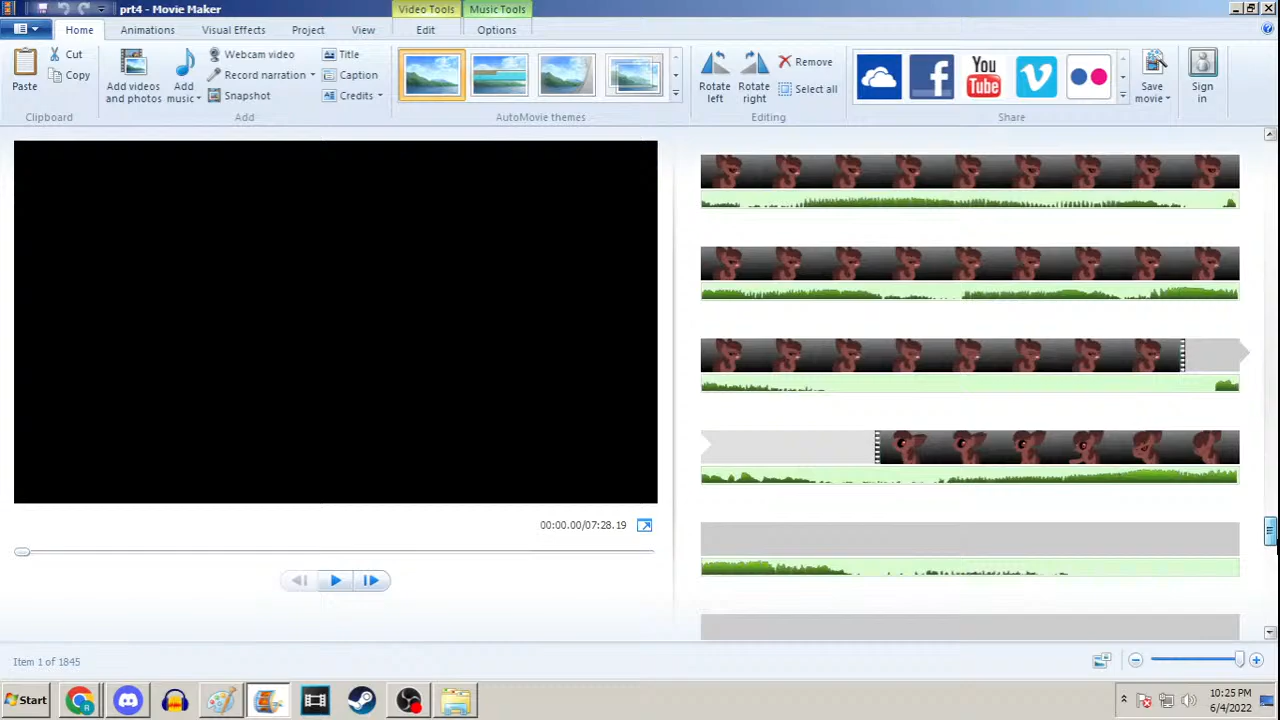 prt4 - Movie Maker
Video Tools
Music Tools
Home
Animations
Visual Effects
Project
View
Edit
Options
Paste
Cut
Copy
Clipboard
Add videos and photos
Add music
Webcam video
Record narration
Snapshot
Title
Caption
Credits
Add
AutoMovie themes
Rotate left
Rotate right
Remove
Select all
Editing
You Tube
Share
Save movie
Sign in
00:00.00/07:28.19
Item 1 of 1845
Start
10:25 PM
6/4/2022